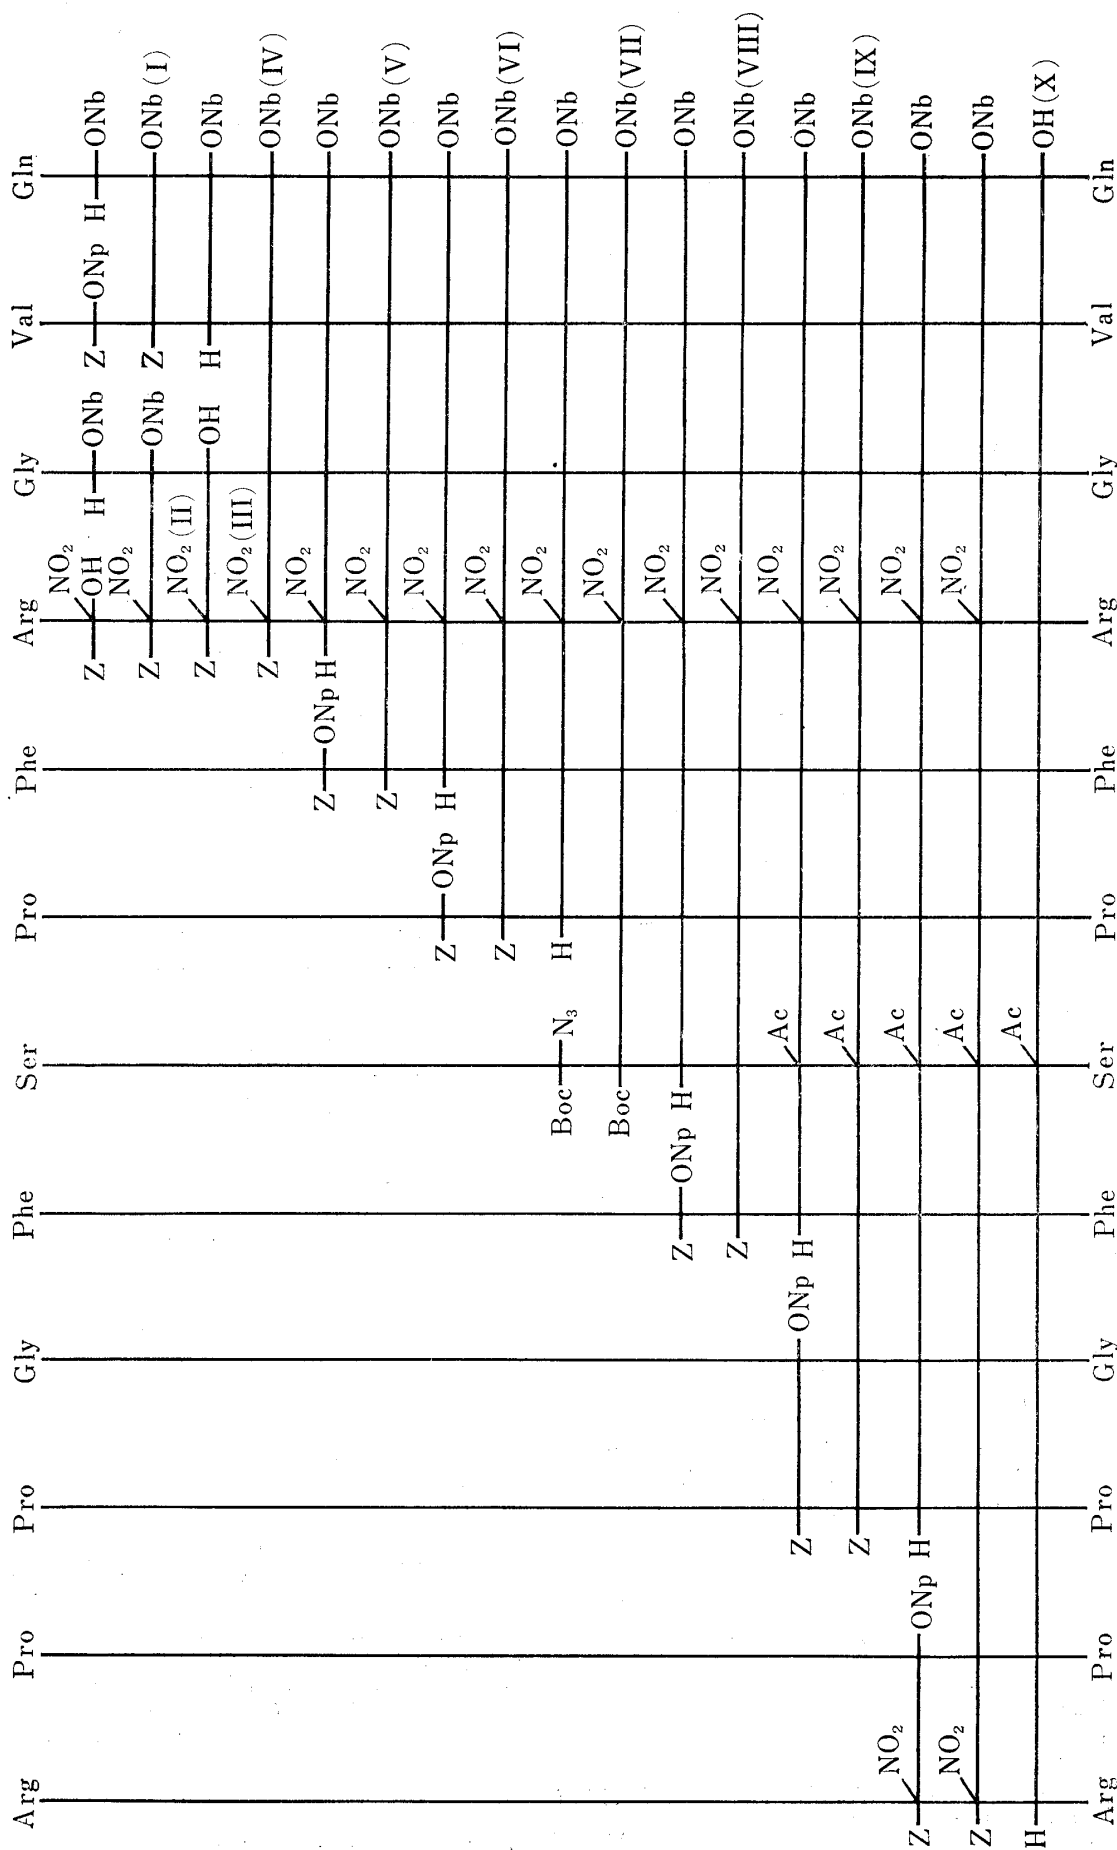 Arg Pro Pro Gly Phe Ser Pro Phe Arg Gly Val Gln
NO₂
Z OH H ONb Z ONp H ONb
NO₂
Z ONb Z ONb(I)
NO₂(II)
Z OH H ONb
NO₂(III)
Z ONb(IV)
NO₂
Z ONp H ONb
NO₂
Z ONb(V)
NO₂
Z ONp H ONb
NO₂
Z ONb(VI)
NO₂
Boc N₃ H ONb
NO₂
Boc ONb(VII)
NO₂
Z ONp H ONb
NO₂
Z ONb(VIII)
Ac NO₂
Z ONp H ONb
Ac NO₂
Z ONb(IX)
NO₂ Ac NO₂
Z ONp H ONb
NO₂ Ac NO₂
Z ONb
Ac
H OH(X)
Arg Pro Pro Gly Phe Ser Pro Phe Arg Gly Val Gln